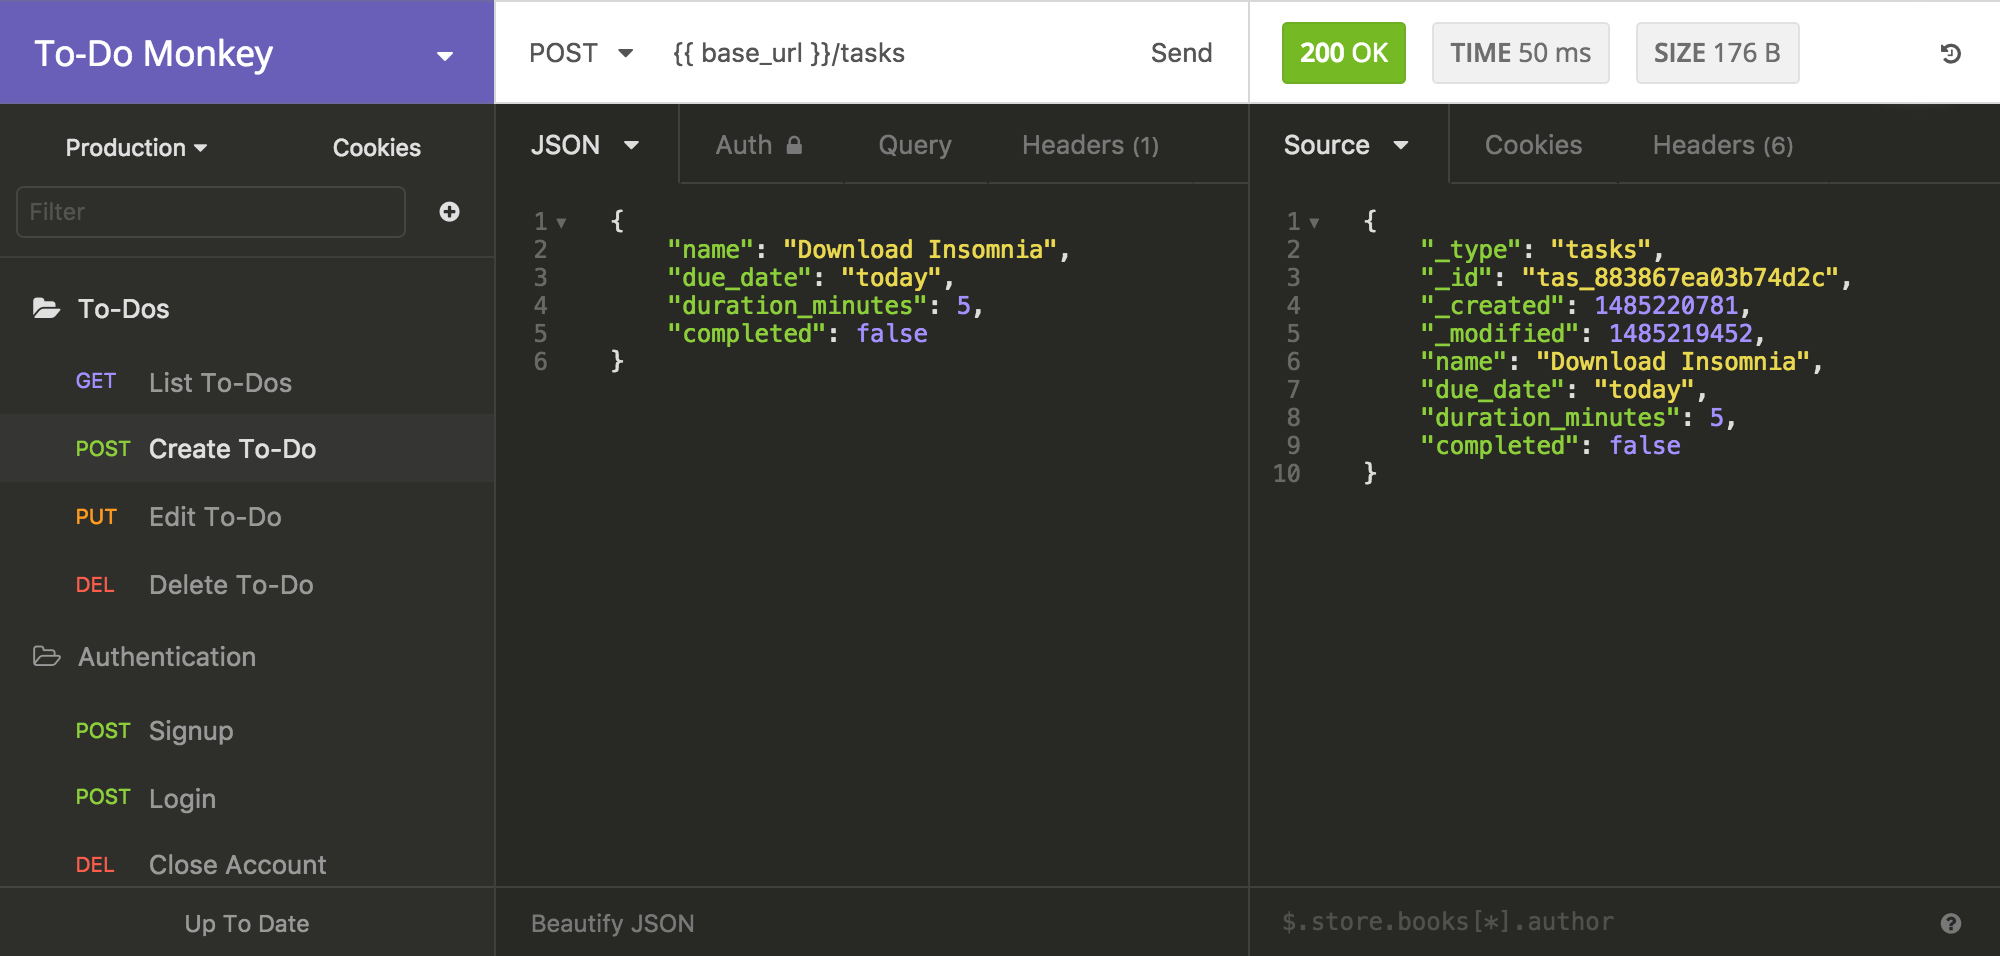 To-Do Monkey
Production
Cookies
Filter
To-Dos
GET List To-Dos
POST Create To-Do
PUT Edit To-Do
DEL Delete To-Do
Authentication
POST Signup
POST Login
DEL Close Account
Up To Date
POST {{ base_url }}/tasks Send
JSON Auth Query Headers (1)
1 {
2 "name": "Download Insomnia",
3 "due_date": "today",
4 "duration_minutes": 5,
5 "completed": false
6 }
Beautify JSON
200 OK TIME 50 ms SIZE 176 B
Source Cookies Headers (6)
1 {
2 "_type": "tasks",
3 "_id": "tas_883867ea03b74d2c",
4 "_created": 1485220781,
5 "_modified": 1485219452,
6 "name": "Download Insomnia",
7 "due_date": "today",
8 "duration_minutes": 5,
9 "completed": false
10 }
$.store.books[*].author